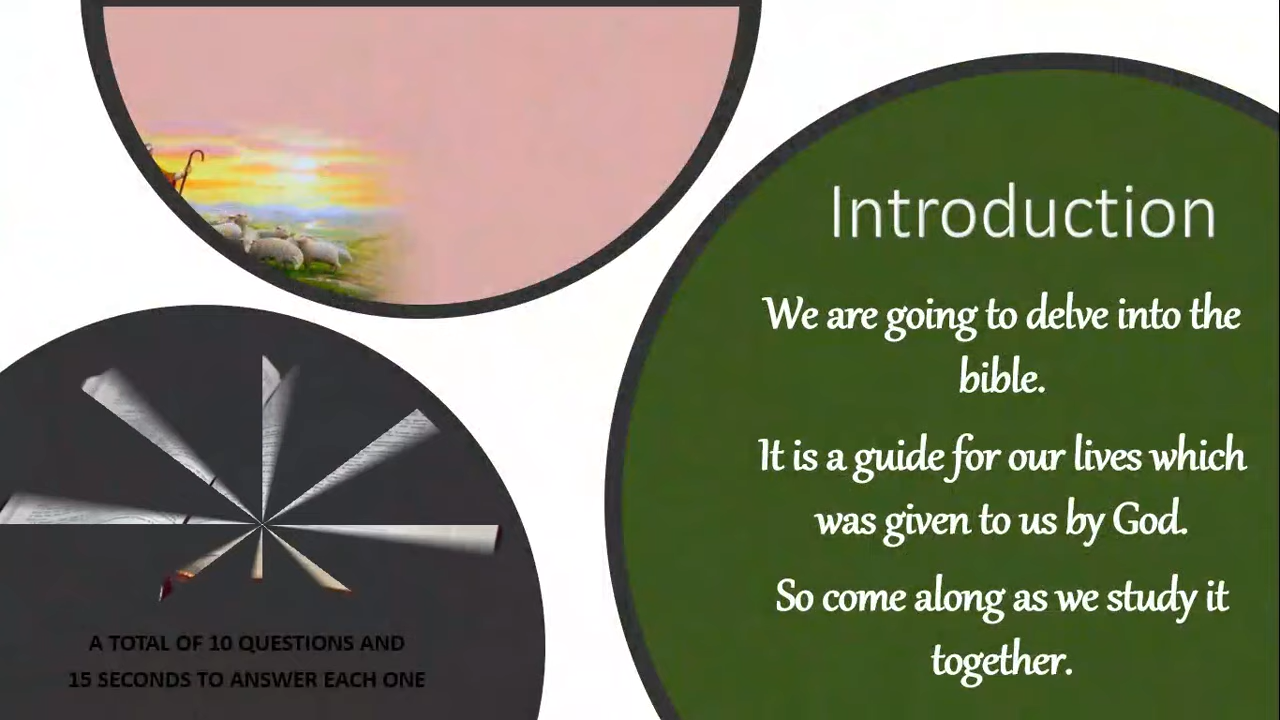 Introduction
We are going to delve into the
bible.
It is a guide for our lives which
was given to us by God.
So come along as we study it
together.
A TOTAL OF 10 QUESTIONS AND
15 SECONDS TO ANSWER EACH ONE